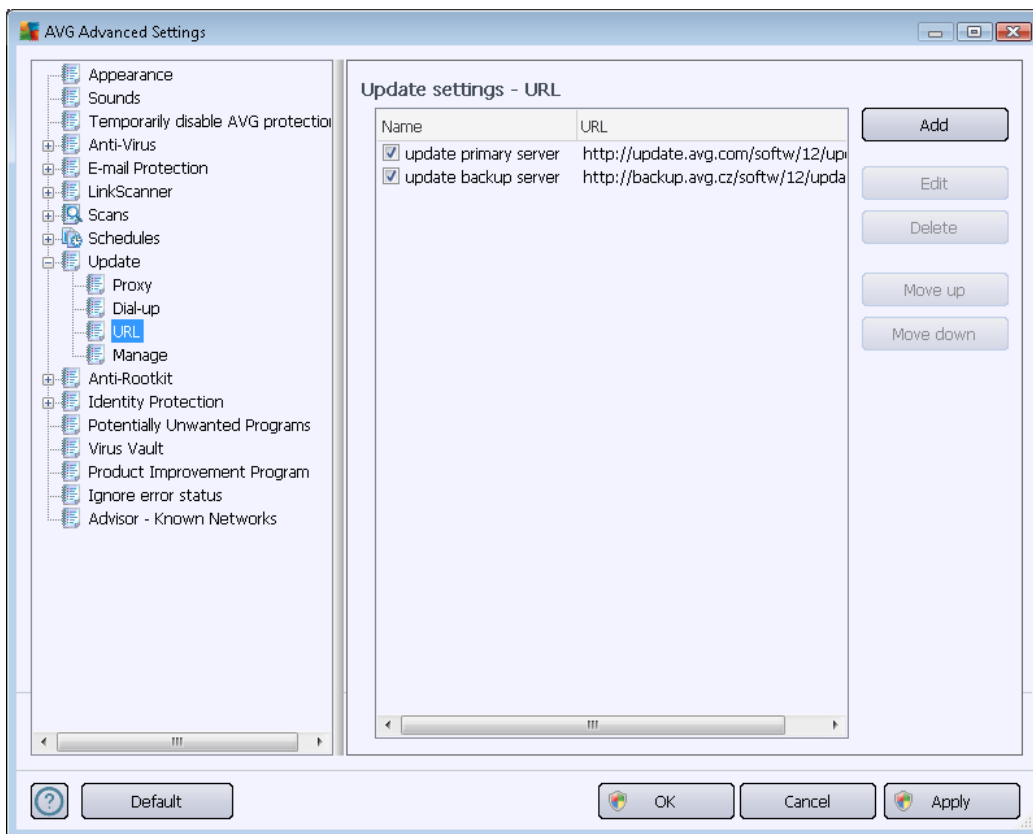 AVG Advanced Settings
Appearance
Sounds
Temporarily disable AVG protection
Anti-Virus
E-mail Protection
LinkScanner
Scans
Schedules
Update
Proxy
Dial-up
URL
Manage
Anti-Rootkit
Identity Protection
Potentially Unwanted Programs
Virus Vault
Product Improvement Program
Ignore error status
Advisor - Known Networks
Update settings - URL
Name URL
update primary server http://update.avg.com/softw/12/up
update backup server http://backup.avg.cz/softw/12/upda
Add
Edit
Delete
Move up
Move down
Default
OK
Cancel
Apply